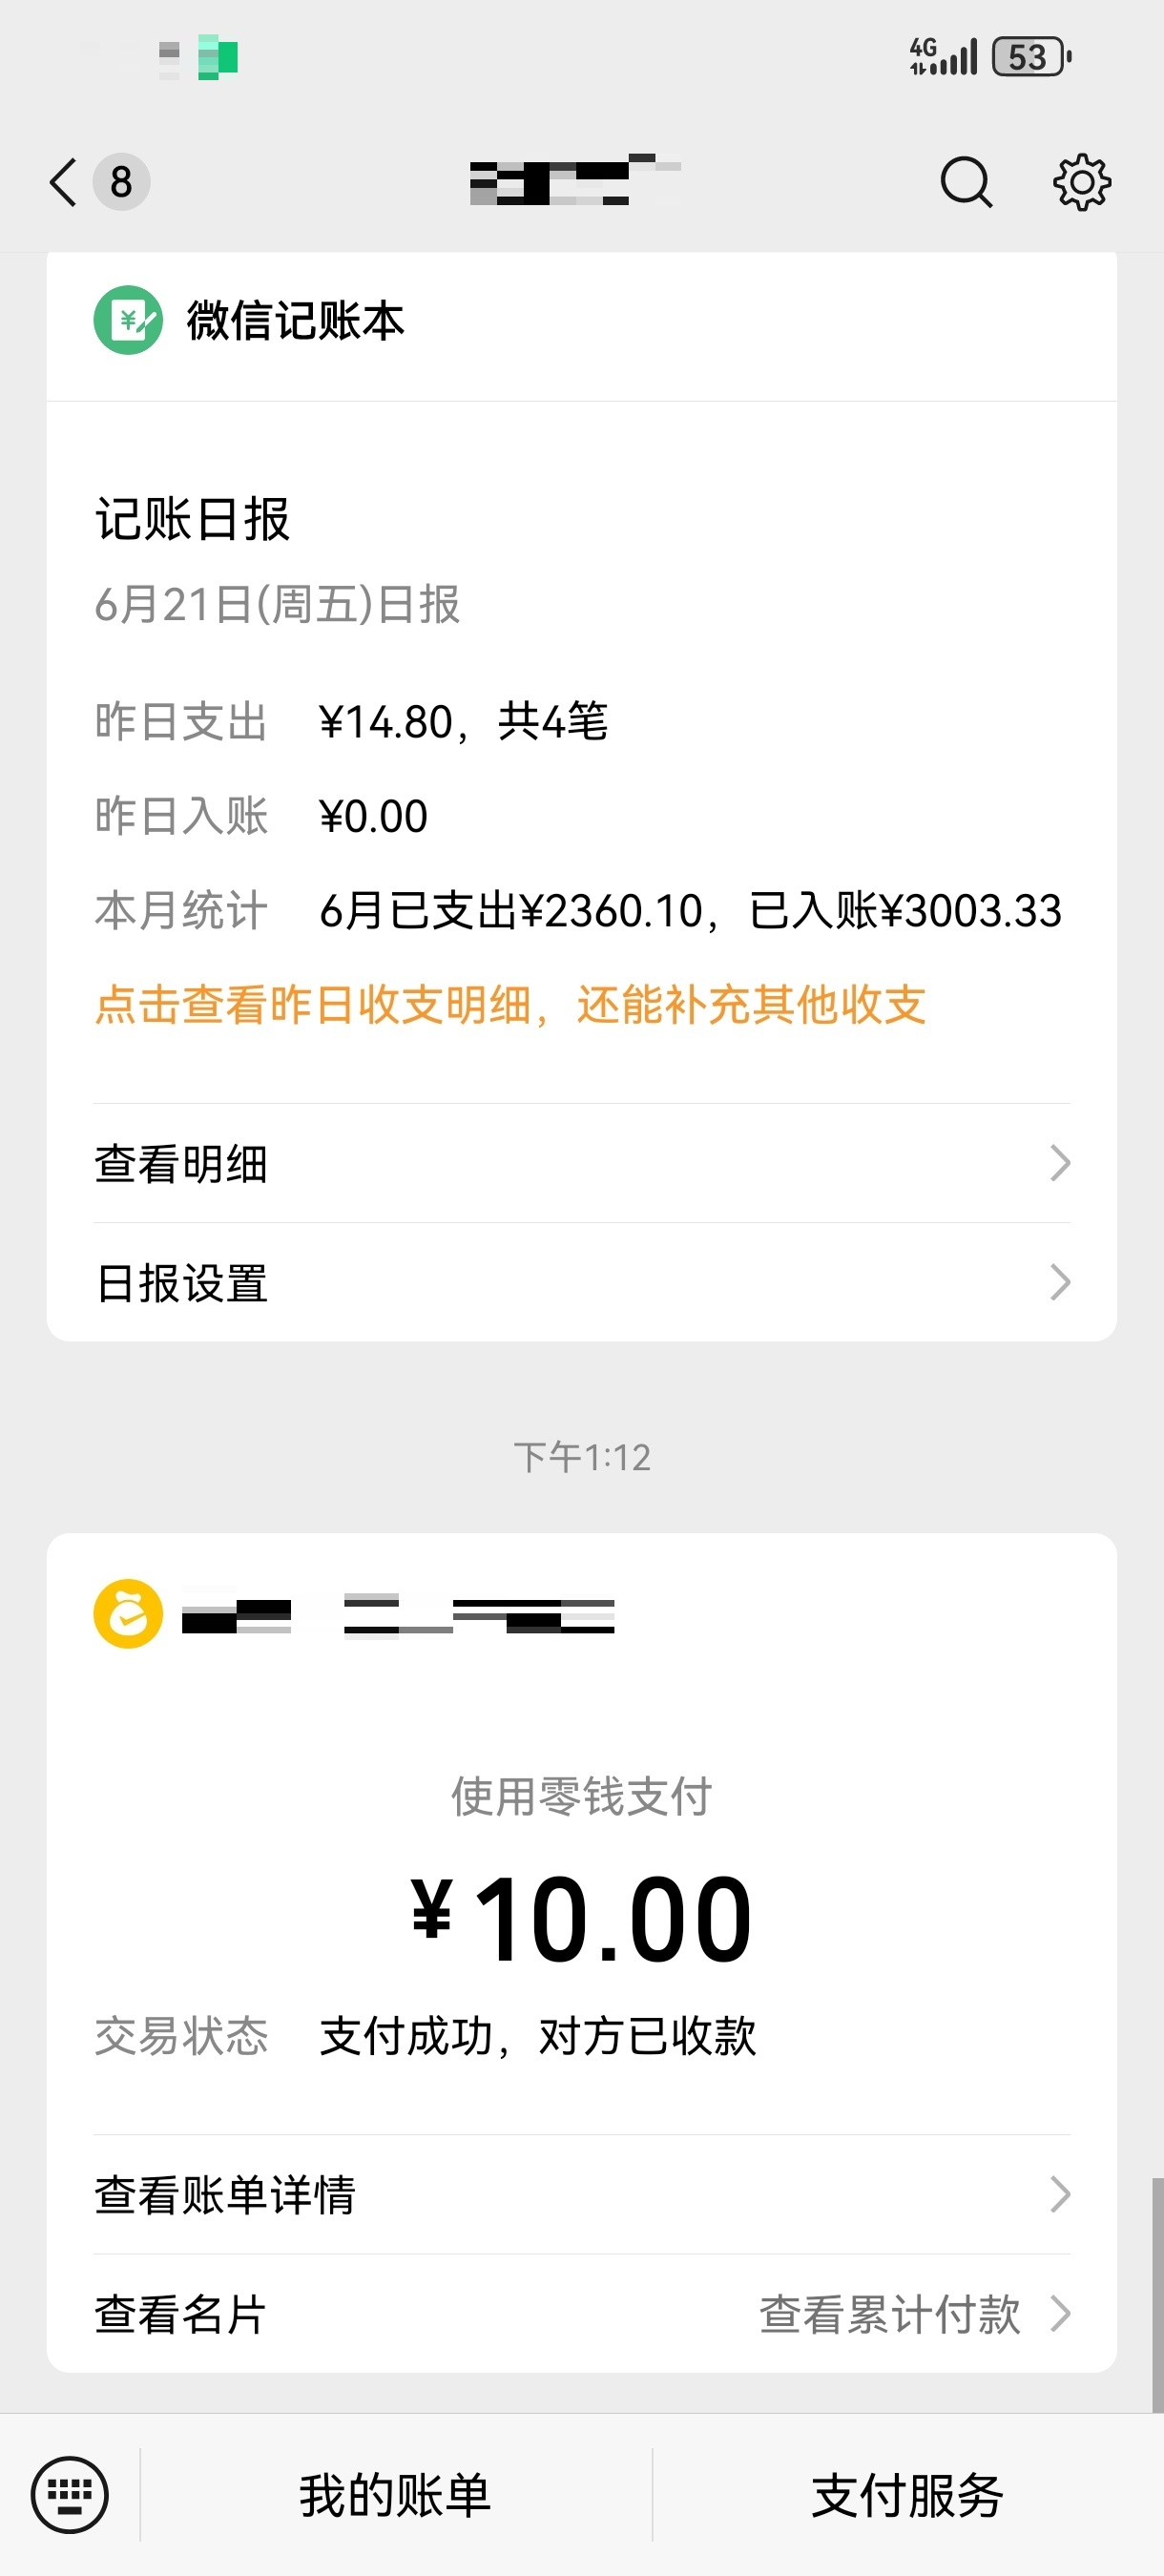 4G
53
8
微信记账本
记账日报
6月21日(周五)日报
昨日支出 ¥14.80，共4笔
昨日入账 ¥0.00
本月统计 6月已支出¥2360.10，已入账¥3003.33
点击查看昨日收支明细，还能补充其他收支
查看明细
日报设置
下午1:12
使用零钱支付
¥10.00
交易状态 支付成功，对方已收款
查看账单详情
查看名片 查看累计付款
我的账单 支付服务